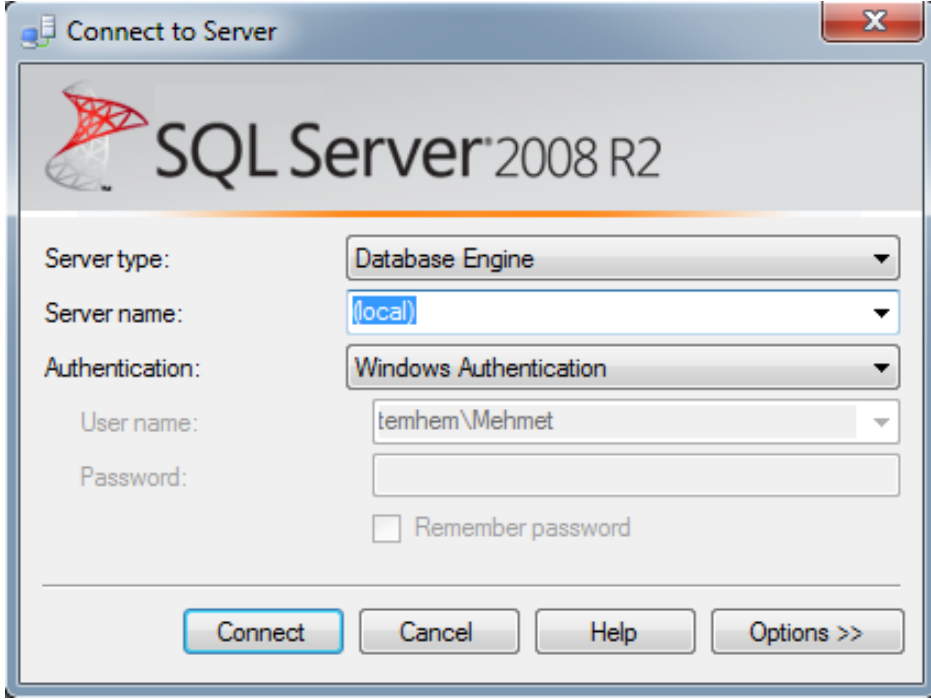 Connect to Server
SQL Server 2008 R2
Server type: Database Engine
Server name: (local)
Authentication: Windows Authentication
User name: temhem\Mehmet
Password:
Remember password
Connect Cancel Help Options >>